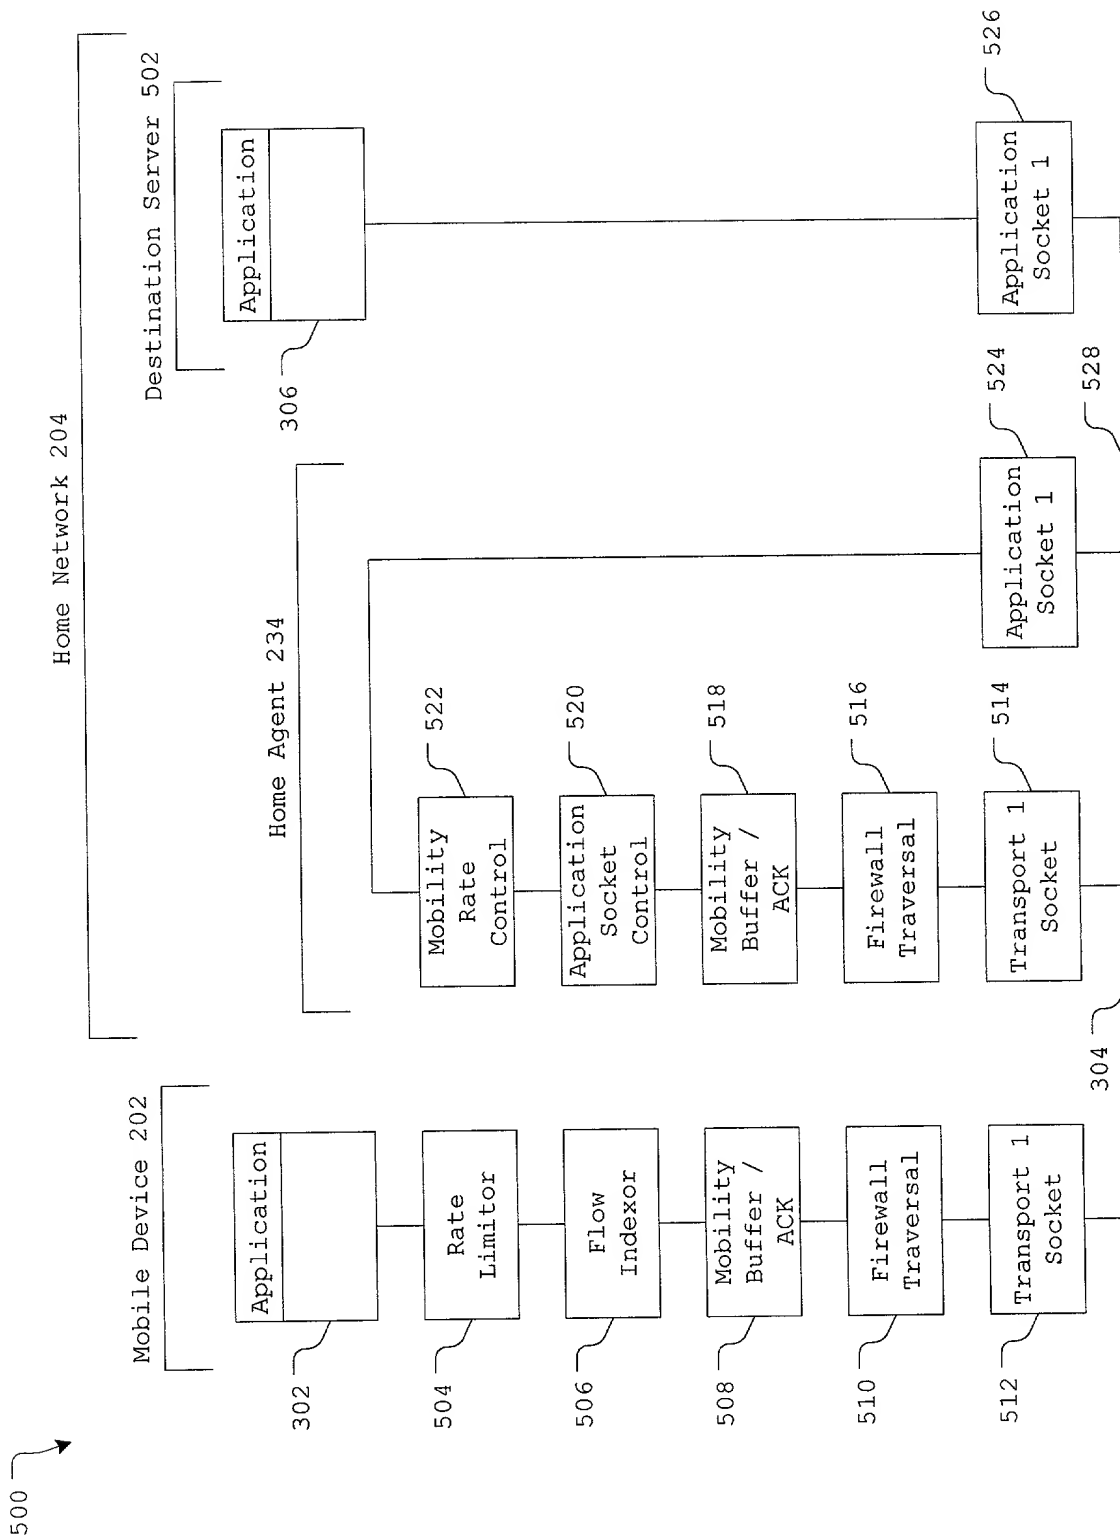 500
Home Network 204
Mobile Device 202
Home Agent 234
Destination Server 502
Application
302
Rate
Limitor
504
Flow
Indexor
506
Mobility
Buffer /
ACK
508
Firewall
Traversal
510
Transport 1
Socket
512
304
Mobility
Rate
Control
522
Application
Socket
Control
520
Mobility
Buffer /
ACK
518
Firewall
Traversal
516
Transport 1
Socket
514
Application
Socket 1
524
528
Application
306
Application
Socket 1
526